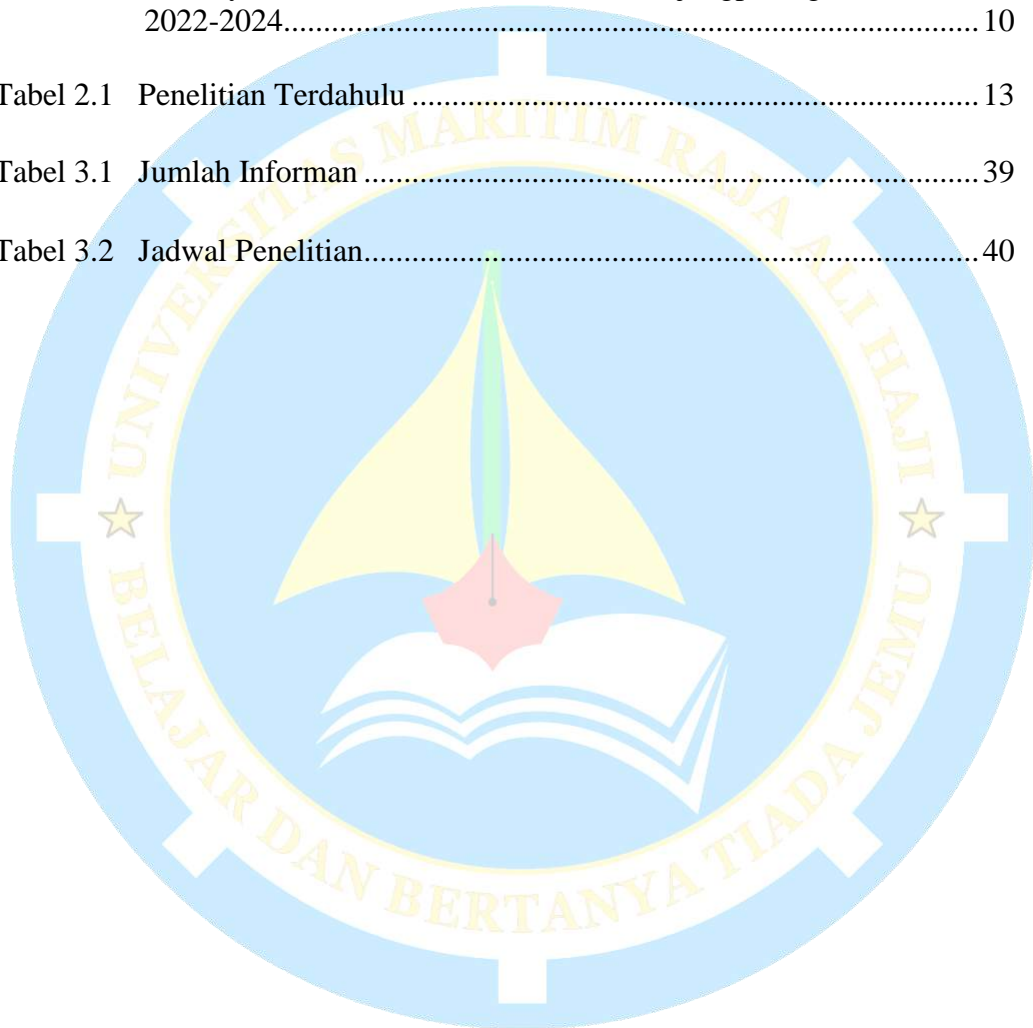 2022-2024.......................................................................................... 10
Tabel 2.1 Penelitian Terdahulu ......................................................................... 13
Tabel 3.1 Jumlah Informan ............................................................................... 39
Tabel 3.2 Jadwal Penelitian............................................................................... 40
UNIVERSITAS MARITIM RAJA ALI HAJI
BELAJAR DAN BERTANYA TIADA JEMU